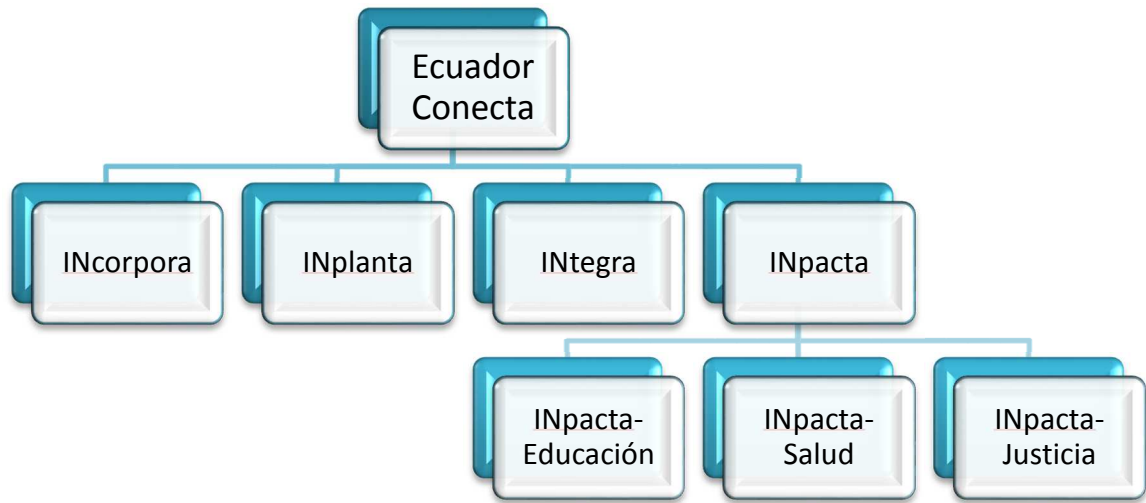 Ecuador
Conecta
INcorpora
INplanta
INtegra
INpacta
INpacta-
Educación
INpacta-
Salud
INpacta-
Justicia